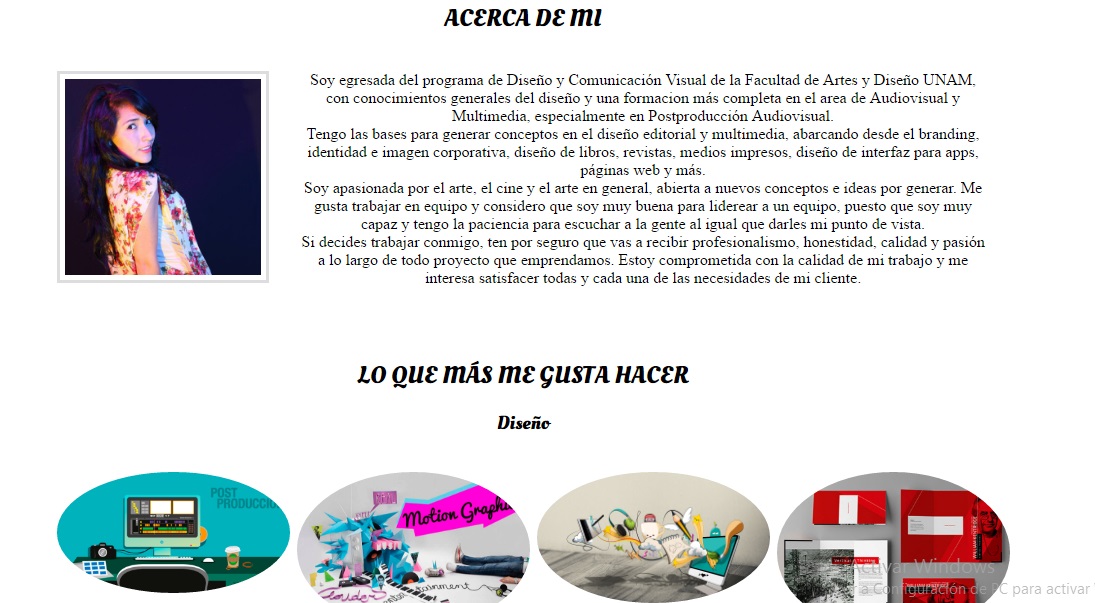 ACERCA DE MI
Soy egresada del programa de Diseño y Comunicación Visual de la Facultad de Artes y Diseño UNAM,
con conocimientos generales del diseño y una formacion más completa en el area de Audiovisual y
Multimedia, especialmente en Postproducción Audiovisual.
Tengo las bases para generar conceptos en el diseño editorial y multimedia, abarcando desde el branding,
identidad e imagen corporativa, diseño de libros, revistas, medios impresos, diseño de interfaz para apps,
páginas web y más.
Soy apasionada por el arte, el cine y el arte en general, abierta a nuevos conceptos e ideas por generar. Me
gusta trabajar en equipo y considero que soy muy buena para liderear a un equipo, puesto que soy muy
capaz y tengo la paciencia para escuchar a la gente al igual que darles mi punto de vista.
Si decides trabajar conmigo, ten por seguro que vas a recibir profesionalismo, honestidad, calidad y pasión
a lo largo de todo proyecto que emprendamos. Estoy comprometida con la calidad de mi trabajo y me
interesa satisfacer todas y cada una de las necesidades de mi cliente.
LO QUE MÁS ME GUSTA HACER
Diseño
POST
PRODUCCIÓ
Motion Graphi
louder
Activar Windows
a Configuración de PC para activar